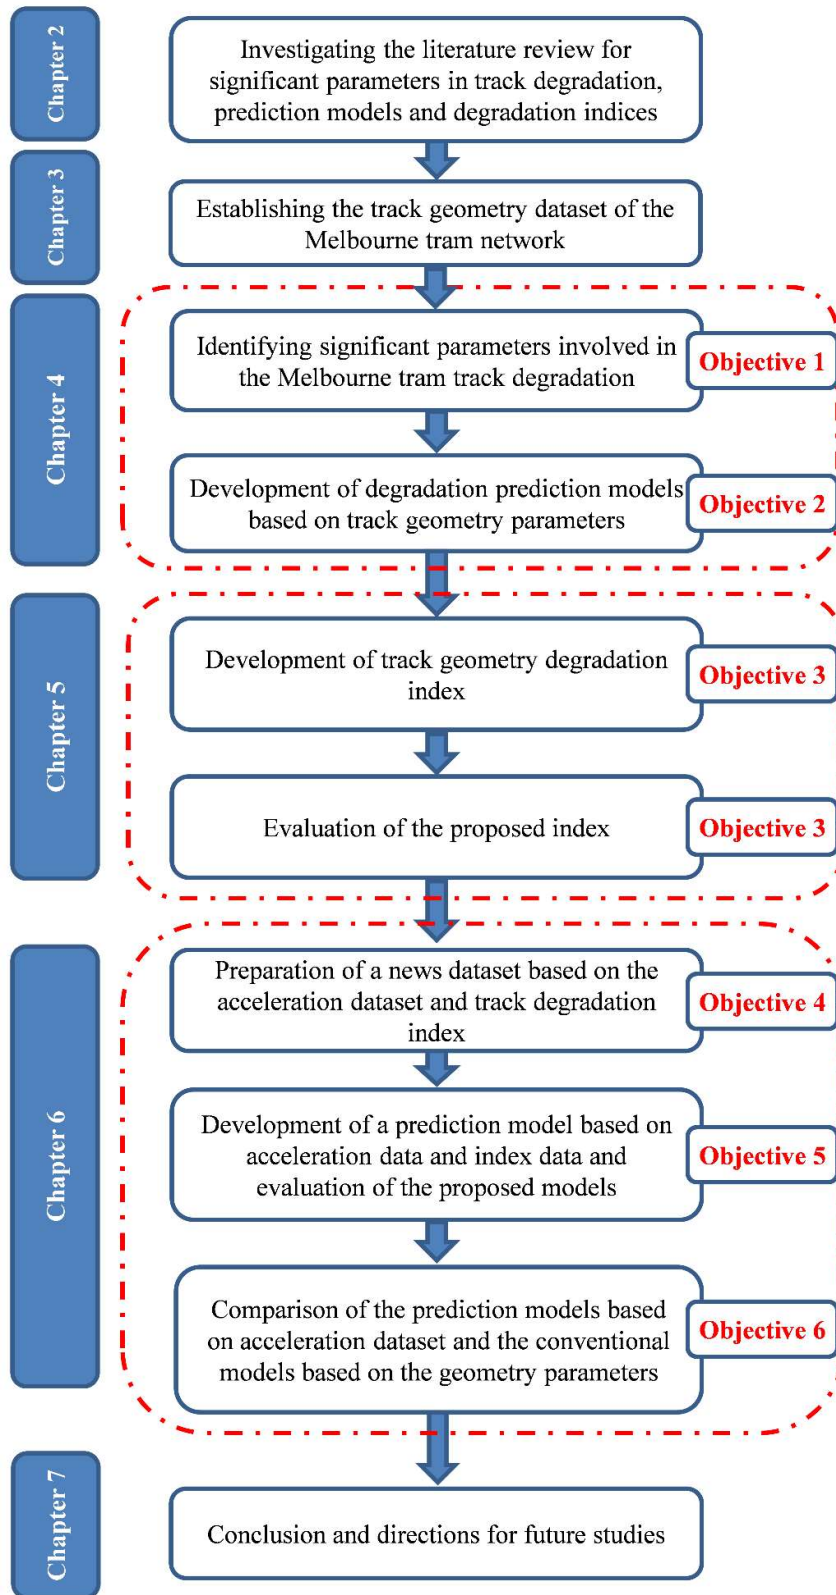 Chapter 2
Investigating the literature review for
significant parameters in track degradation,
prediction models and degradation indices
Chapter 3
Establishing the track geometry dataset of the
Melbourne tram network
Chapter 4
Identifying significant parameters involved in
the Melbourne tram track degradation
Objective 1
Development of degradation prediction models
based on track geometry parameters
Objective 2
Chapter 5
Development of track geometry degradation
index
Objective 3
Evaluation of the proposed index
Objective 3
Chapter 6
Preparation of a news dataset based on the
acceleration dataset and track degradation
index
Objective 4
Development of a prediction model based on
acceleration data and index data and
evaluation of the proposed models
Objective 5
Comparison of the prediction models based
on acceleration dataset and the conventional
models based on the geometry parameters
Objective 6
Chapter 7
Conclusion and directions for future studies